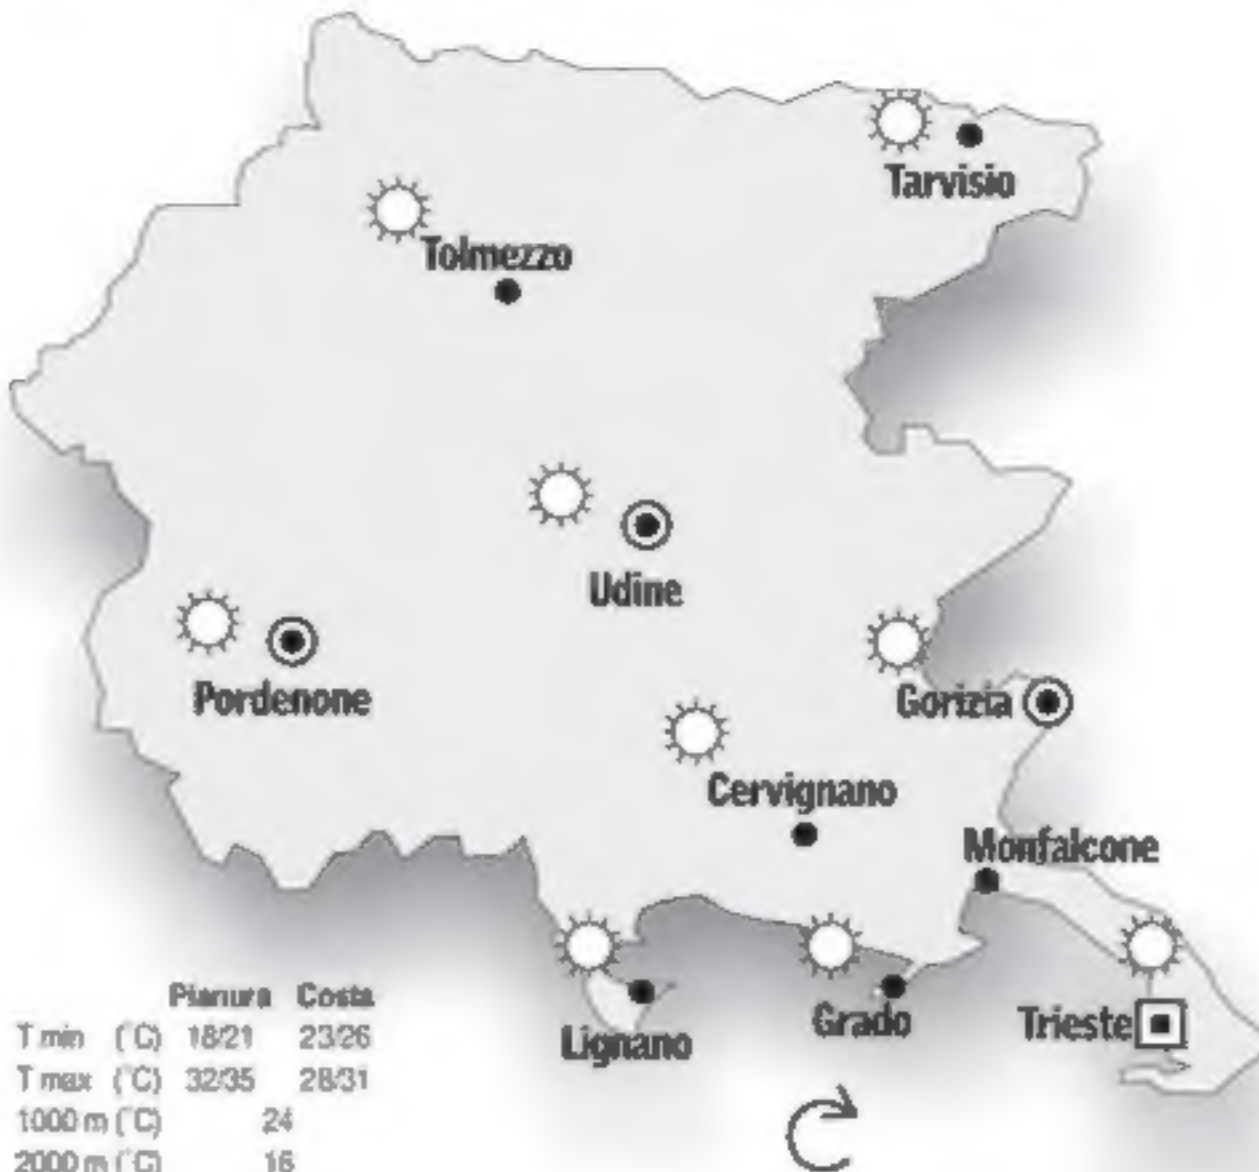 Tarvisio
Tolmezzo
Udine
Pordenone
Gorizia
Cervignano
Monfalcone
Grado
Trieste
Lignano
Pianura Costa
T min (°C) 18/21 23/26
T max (°C) 32/35 28/31
1000 m (°C) 24
2000 m (°C) 16